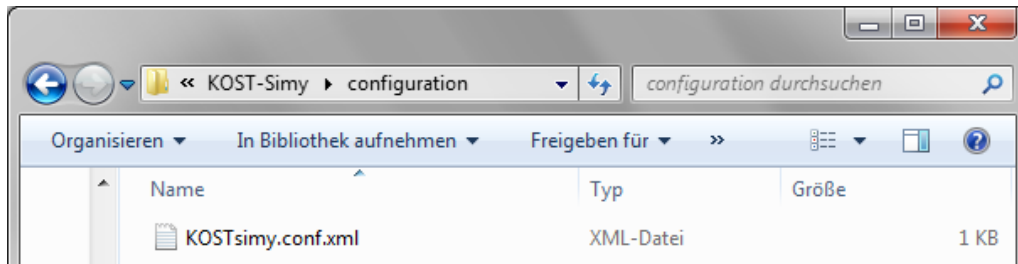 « KOST-Simy ▸ configuration configuration durchsuchen
Organisieren In Bibliothek aufnehmen Freigeben für »
Name Typ Größe
KOSTsimy.conf.xml XML-Datei 1 KB